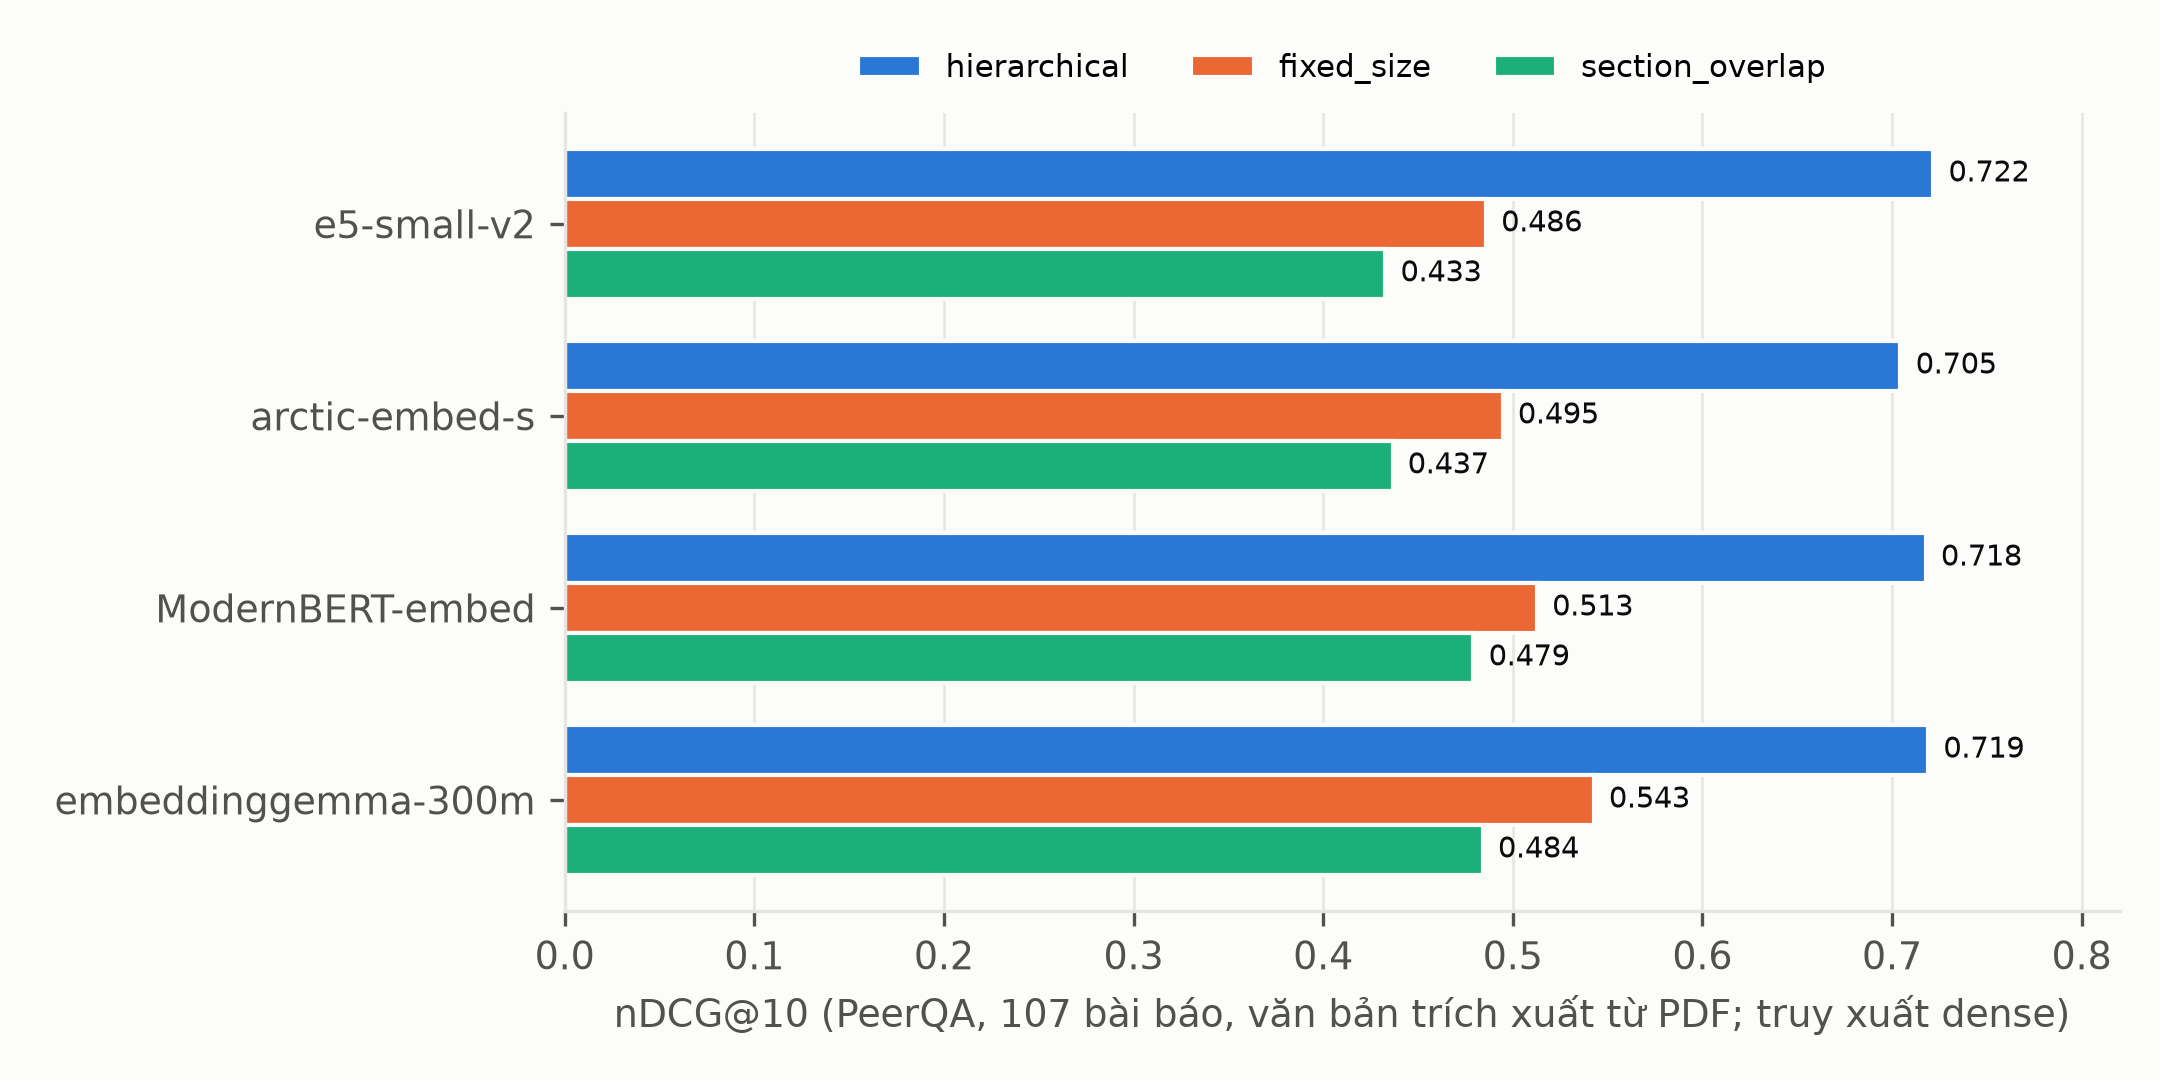 hierarchical fixed_size section_overlap
e5-small-v2
0.722
0.486
0.433
arctic-embed-s
0.705
0.495
0.437
ModernBERT-embed
0.718
0.513
0.479
embeddinggemma-300m
0.719
0.543
0.484
0.0 0.1 0.2 0.3 0.4 0.5 0.6 0.7 0.8
nDCG@10 (PeerQA, 107 bài báo, văn bản trích xuất từ PDF; truy xuất dense)